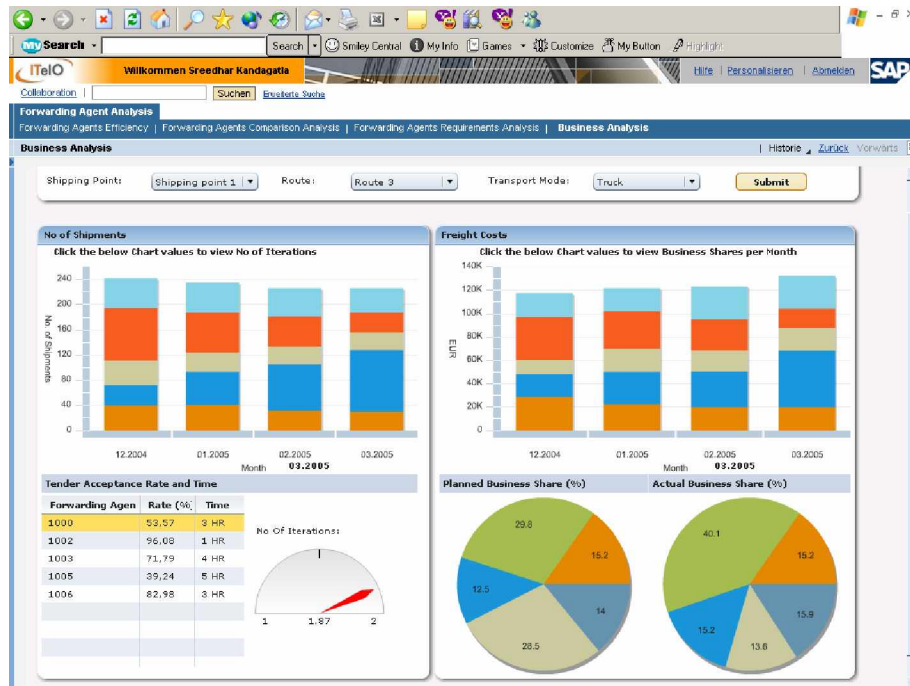 My Search Search Smiley Central My Info Games Customize My Button Highlight
ITelO Willkommen Sreedhar Kandagatla Hilfe | Personalisieren | Abmelden SAP
Collaboration | Suchen Erweiterte Suche
Forwarding Agent Analysis
Forwarding Agents Efficiency | Forwarding Agents Comparison Analysis | Forwarding Agents Requirements Analysis | Business Analysis
Business Analysis | Historie Zurück Vorwärts
Shipping Point: Shipping point 1 Route: Route 3 Transport Mode: Truck Submit
No of Shipments
Click the below Chart values to view No of Iterations
240
200
160
120
80
40
0
No. of Shipments
12.2004 01.2005 02.2005 03.2005
Month 03.2005
Freight Costs
Click the below Chart values to view Business Shares per Month
140K
120K
100K
80K
60K
40K
20K
0
EUR
12.2004 01.2005 02.2005 03.2005
Month 03.2005
Tender Acceptance Rate and Time
Forwarding Agen Rate (%) Time
1000 53,57 3 HR
1002 96,08 1 HR
1003 71,79 4 HR
1005 39,24 5 HR
1006 82,98 3 HR
No Of Iterations:
1 1.87 2
Planned Business Share (%)
29.8
15.2
12.5
14
28.5
Actual Business Share (%)
40.1
15.2
15.2
15.9
13.6